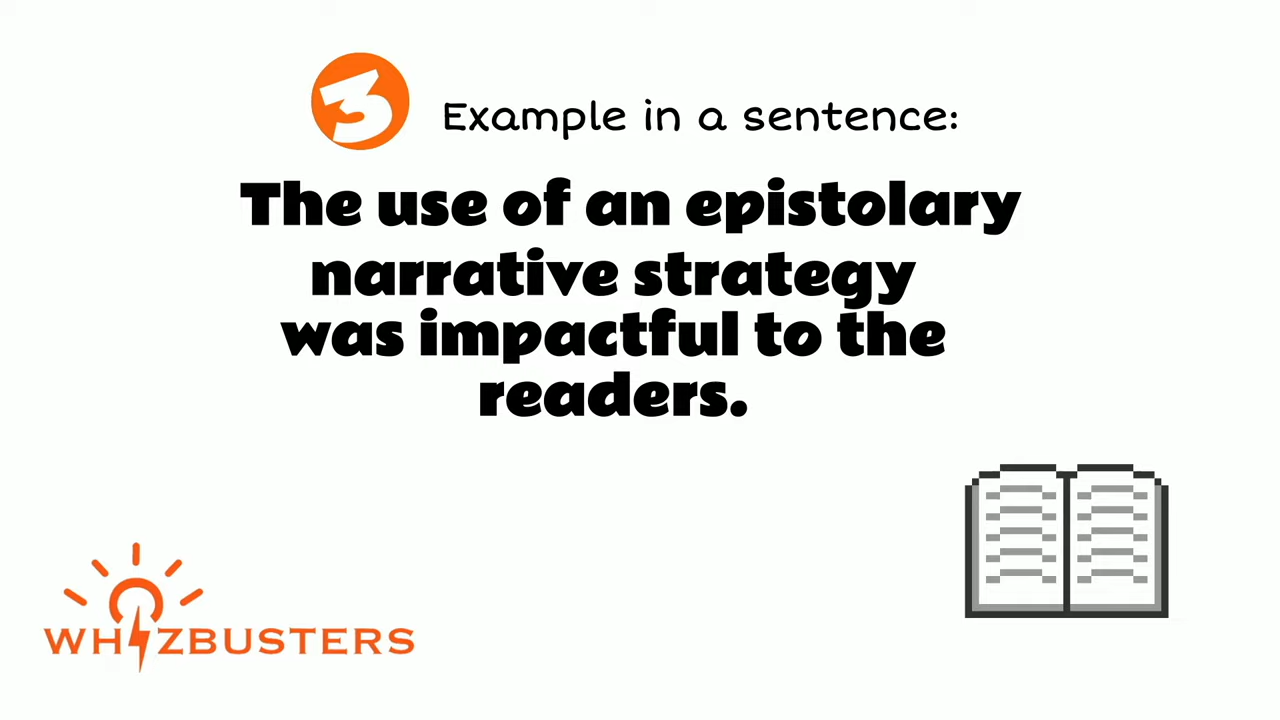 3 Example in a sentence:
The use of an epistolary
narrative strategy
was impactful to the
readers.
WHIZBUSTERS